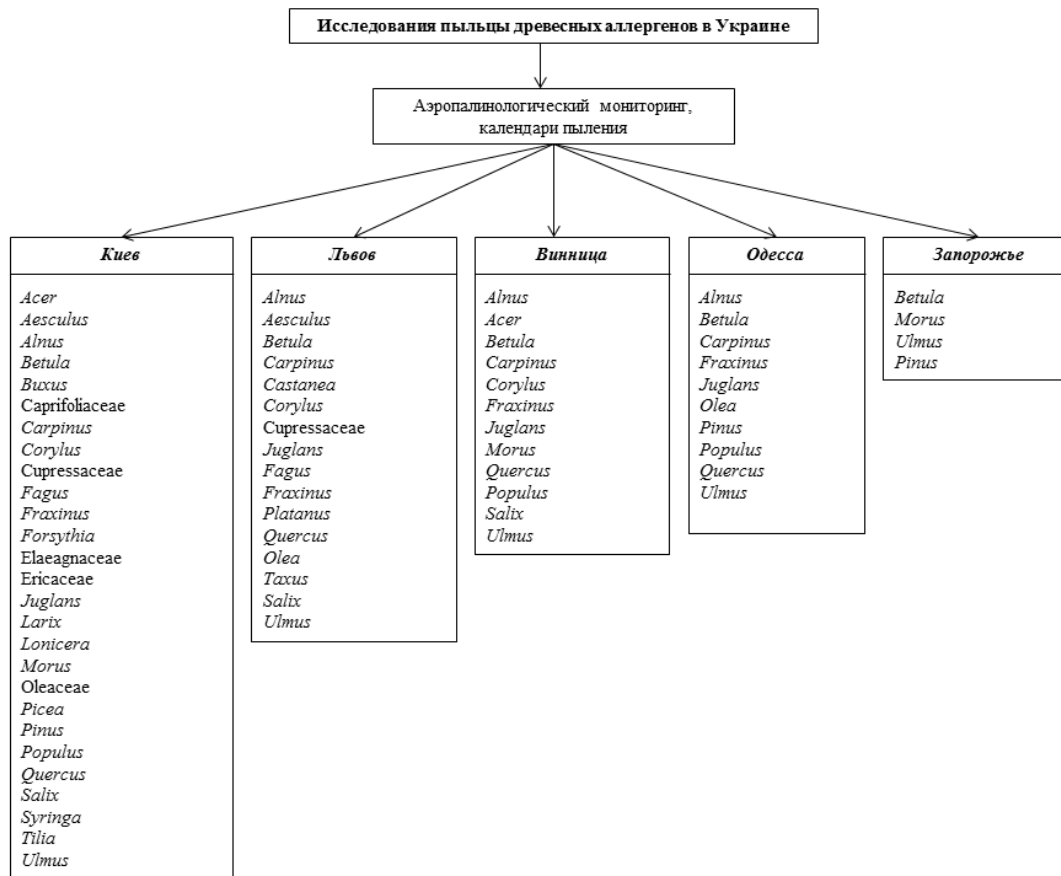 Исследования пыльцы древесных аллергенов в Украине
Аэропалинологический мониторинг,
календари пыления
Киев
Acer
Aesculus
Alnus
Betula
Buxus
Caprifoliaceae
Carpinus
Corylus
Cupressaceae
Fagus
Fraxinus
Forsythia
Elaeagnaceae
Ericaceae
Juglans
Larix
Lonicera
Morus
Oleaceae
Picea
Pinus
Populus
Quercus
Salix
Syringa
Tilia
Ulmus
Львов
Alnus
Aesculus
Betula
Carpinus
Castanea
Corylus
Cupressaceae
Juglans
Fagus
Fraxinus
Platanus
Quercus
Olea
Taxus
Salix
Ulmus
Винница
Alnus
Acer
Betula
Carpinus
Corylus
Fraxinus
Juglans
Morus
Quercus
Populus
Salix
Ulmus
Одесса
Alnus
Betula
Carpinus
Fraxinus
Juglans
Olea
Pinus
Populus
Quercus
Ulmus
Запорожье
Betula
Morus
Ulmus
Pinus